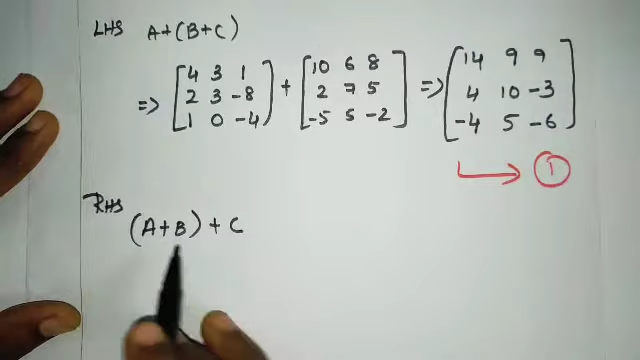 LHS A+(B+C)
=> [4 3 1] + [10 6 8] => [14 9 9]
[2 3 -8] [2 7 5] [4 10 -3]
[1 0 -4] [-5 5 -2] [-4 5 -6]
→ ①
RHS
(A+B)+C